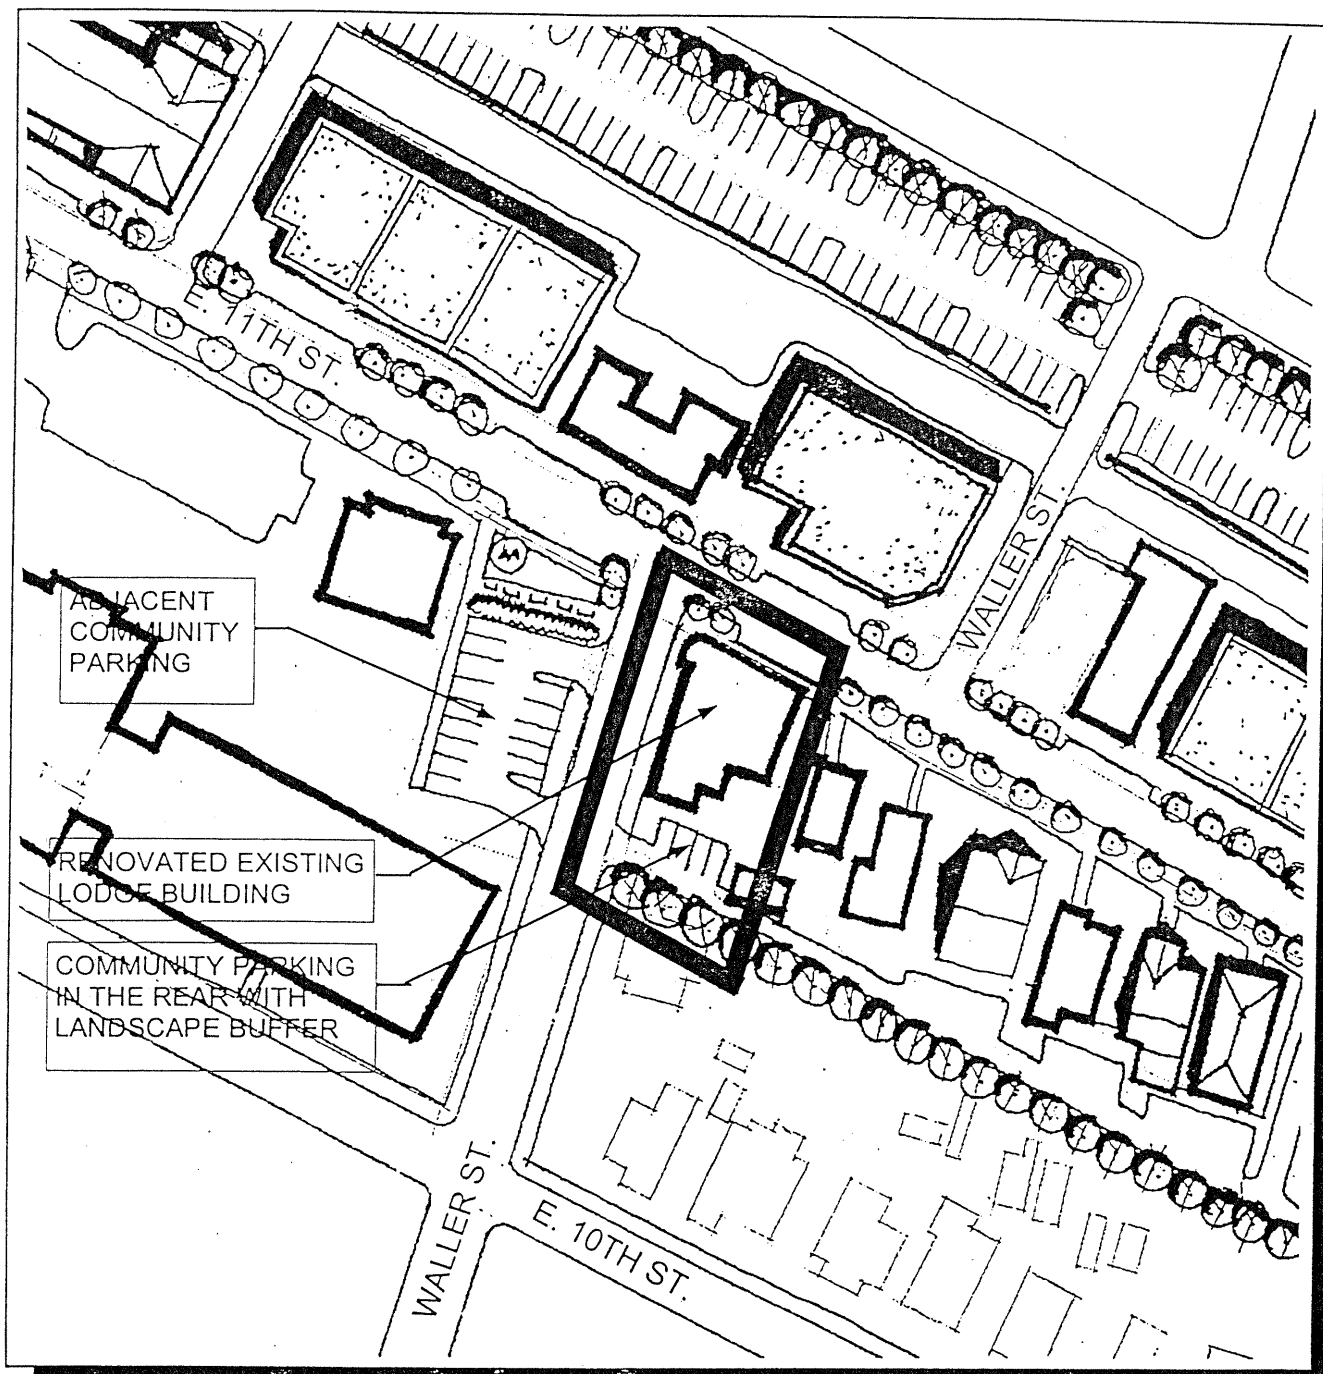 E. 11TH ST.
WALLER ST.
ADJACENT
COMMUNITY
PARKING
RENOVATED EXISTING
LODGE BUILDING
COMMUNITY PARKING
IN THE REAR WITH
LANDSCAPE BUFFER
WALLER ST.
E. 10TH ST.